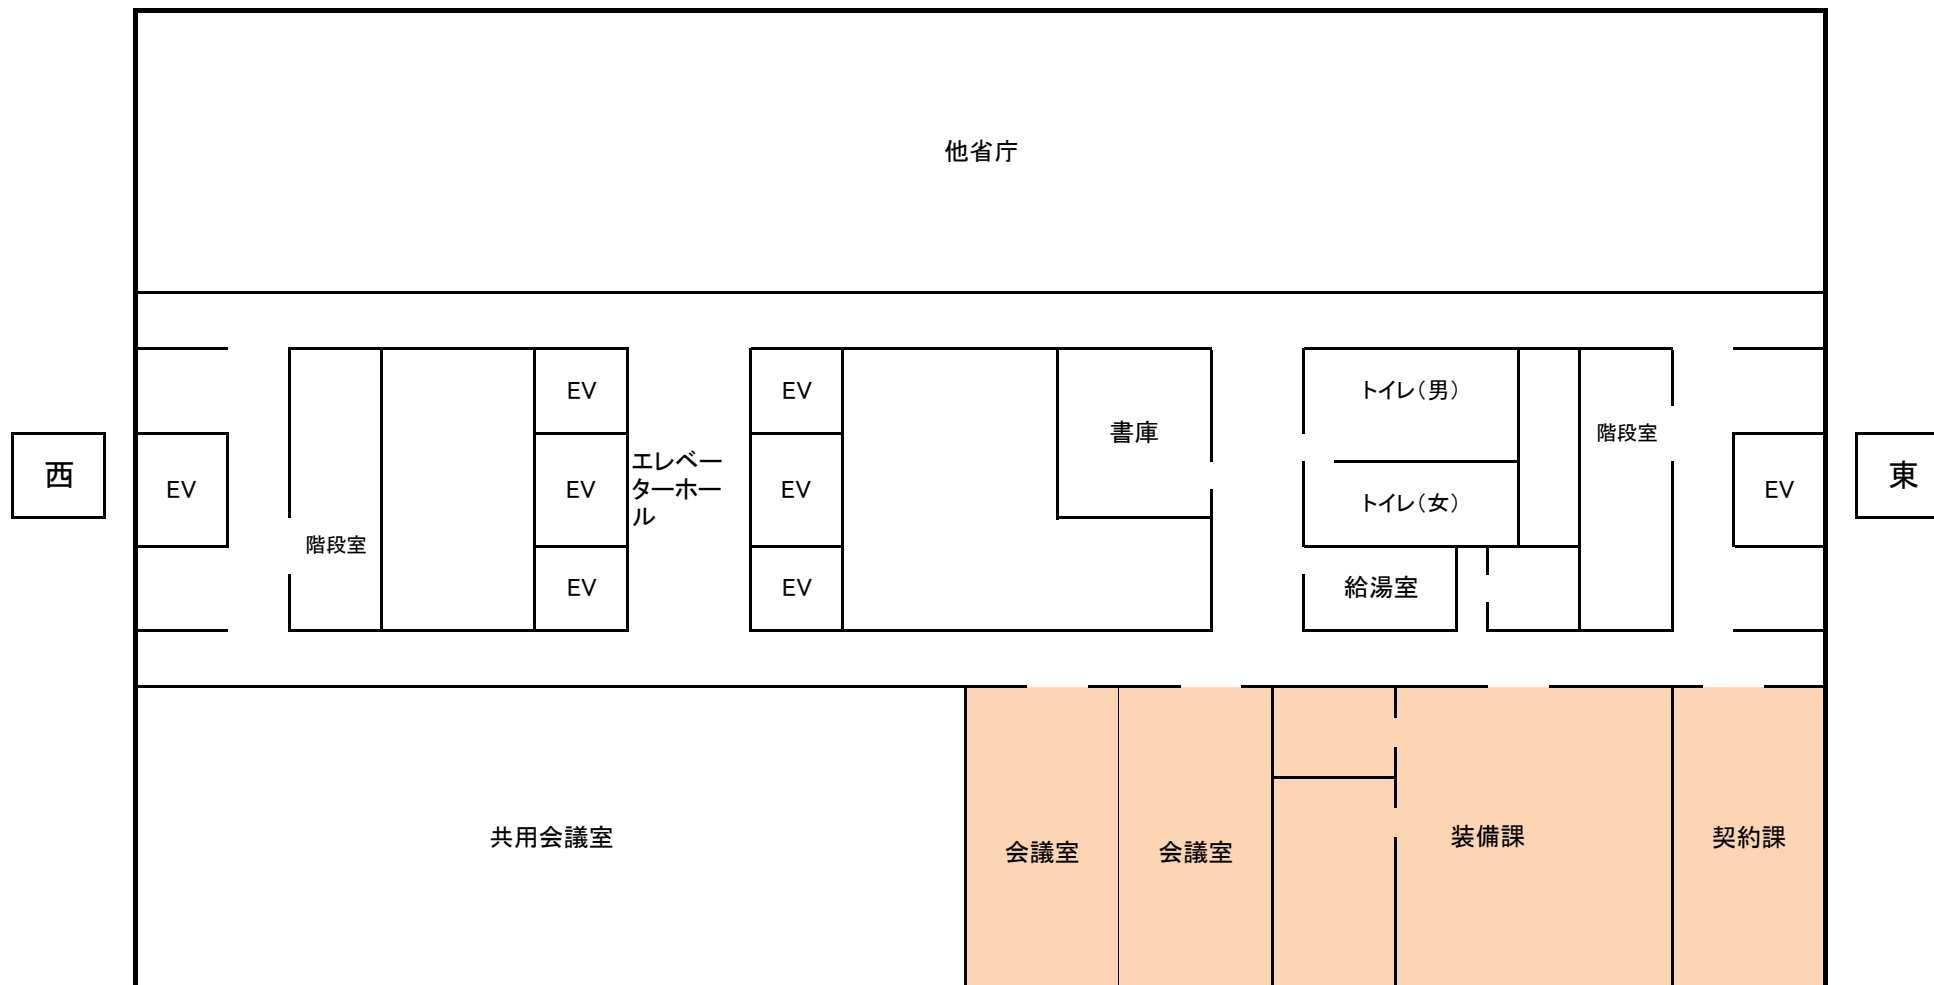 他省庁
EV
EV
トイレ（男）
書庫
階段室
西
EV
EV
エレベー
ターホー
ル
EV
トイレ（女）
EV
東
階段室
EV
EV
給湯室
共用会議室
会議室
会議室
装備課
契約課